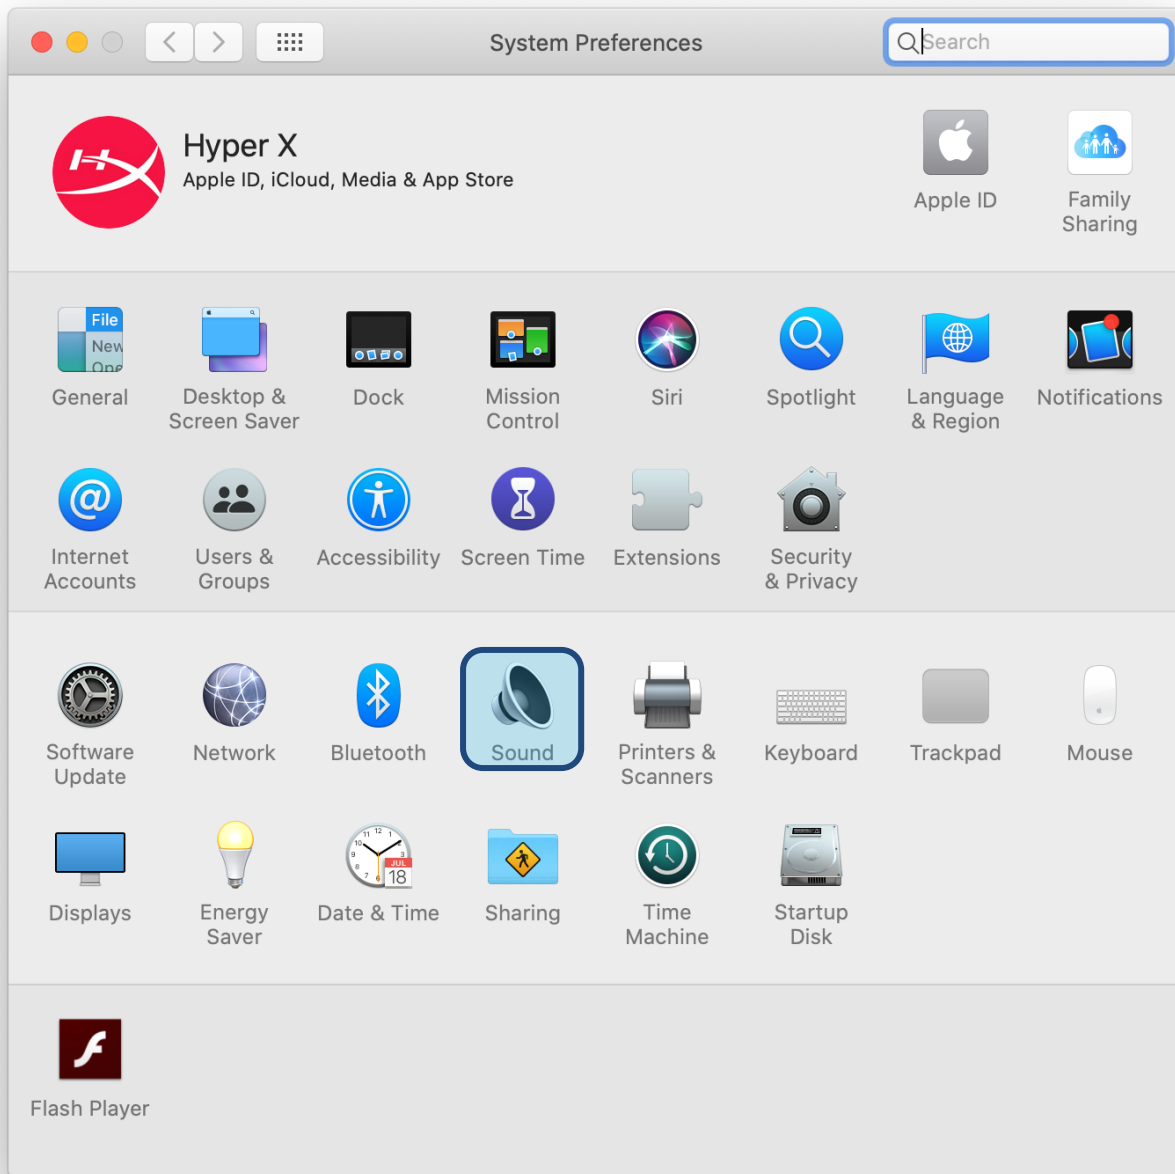 System Preferences
Search
Hyper X
Apple ID, iCloud, Media & App Store
Apple ID
Family
Sharing
File
New
Ope
General
Desktop &
Screen Saver
Dock
Mission
Control
Siri
Spotlight
Language
& Region
Notifications
@
Internet
Accounts
Users &
Groups
Accessibility
Screen Time
Extensions
Security
& Privacy
Software
Update
Network
Bluetooth
Sound
Printers &
Scanners
Keyboard
Trackpad
Mouse
Displays
Energy
Saver
JUL
18
Date & Time
Sharing
Time
Machine
Startup
Disk
Flash Player